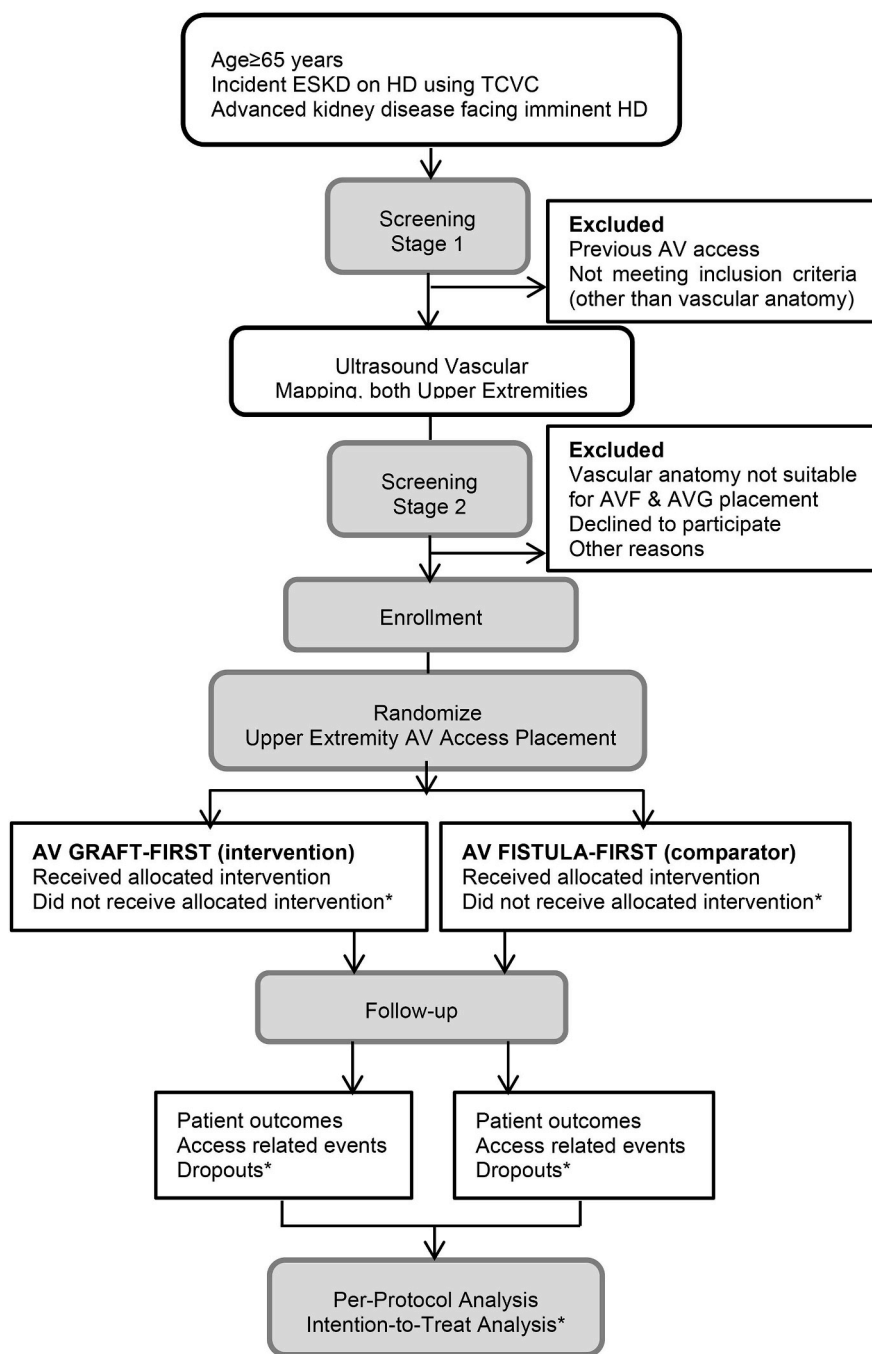 Age≥65 years
Incident ESKD on HD using TCVC
Advanced kidney disease facing imminent HD
Screening
Stage 1
Excluded
Previous AV access
Not meeting inclusion criteria
(other than vascular anatomy)
Ultrasound Vascular
Mapping, both Upper Extremities
Screening
Stage 2
Excluded
Vascular anatomy not suitable
for AVF & AVG placement
Declined to participate
Other reasons
Enrollment
Randomize
Upper Extremity AV Access Placement
AV GRAFT-FIRST (intervention)
Received allocated intervention
Did not receive allocated intervention*
AV FISTULA-FIRST (comparator)
Received allocated intervention
Did not receive allocated intervention*
Follow-up
Patient outcomes
Access related events
Dropouts*
Patient outcomes
Access related events
Dropouts*
Per-Protocol Analysis
Intention-to-Treat Analysis*